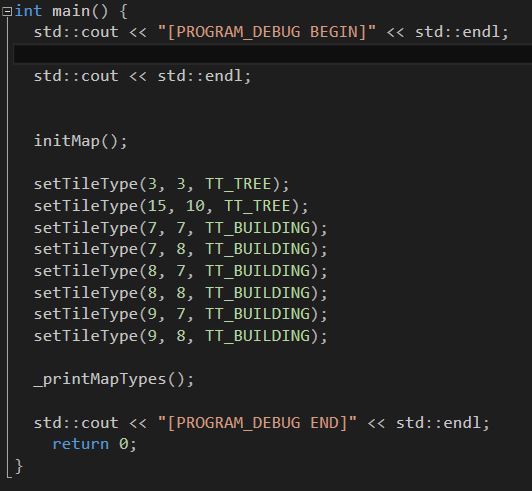 int main() {
std::cout << "[PROGRAM_DEBUG BEGIN]" << std::endl;
std::cout << std::endl;
initMap();
setTileType(3, 3, TT_TREE);
setTileType(15, 10, TT_TREE);
setTileType(7, 7, TT_BUILDING);
setTileType(7, 8, TT_BUILDING);
setTileType(8, 7, TT_BUILDING);
setTileType(8, 8, TT_BUILDING);
setTileType(9, 7, TT_BUILDING);
setTileType(9, 8, TT_BUILDING);
_printMapTypes();
std::cout << "[PROGRAM_DEBUG END]" << std::endl;
return 0;
}